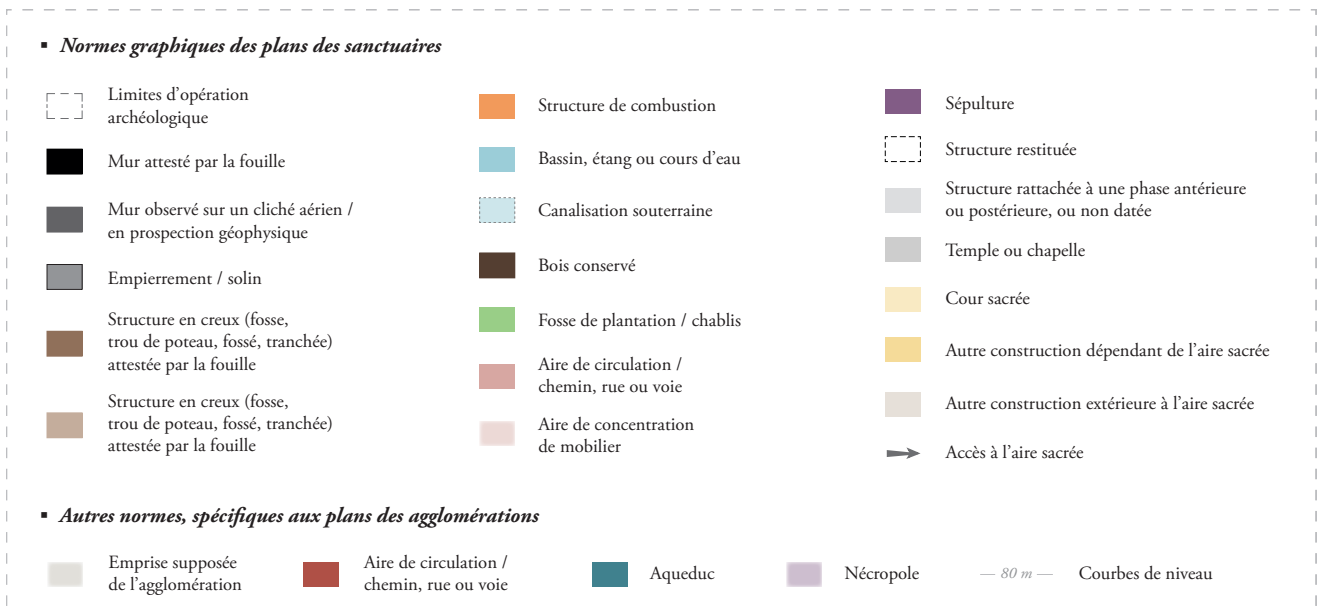 ▪ Normes graphiques des plans des sanctuaires
Limites d’opération
archéologique
Mur attesté par la fouille
Mur observé sur un cliché aérien /
en prospection géophysique
Empierrement / solin
Structure en creux (fosse,
trou de poteau, fossé, tranchée)
attestée par la fouille
Structure en creux (fosse,
trou de poteau, fossé, tranchée)
attestée par la fouille
Structure de combustion
Bassin, étang ou cours d’eau
Canalisation souterraine
Bois conservé
Fosse de plantation / chablis
Aire de circulation /
chemin, rue ou voie
Aire de concentration
de mobilier
Sépulture
Structure restituée
Structure rattachée à une phase antérieure
ou postérieure, ou non datée
Temple ou chapelle
Cour sacrée
Autre construction dépendant de l’aire sacrée
Autre construction extérieure à l’aire sacrée
Accès à l’aire sacrée
▪ Autres normes, spécifiques aux plans des agglomérations
Emprise supposée
de l’agglomération
Aire de circulation /
chemin, rue ou voie
Aqueduc
Nécropole
— 80 m —
Courbes de niveau